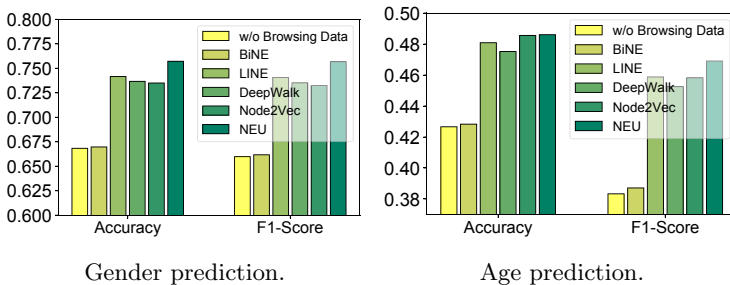 0.800
0.775
0.750
0.725
0.700
0.675
0.650
0.625
0.600
w/o Browsing Data
BiNE
LINE
DeepWalk
Node2Vec
NEU
Accuracy
F1-Score
Gender prediction.
0.50
0.48
0.46
0.44
0.42
0.40
0.38
w/o Browsing Data
BiNE
LINE
DeepWalk
Node2Vec
NEU
Accuracy
F1-Score
Age prediction.